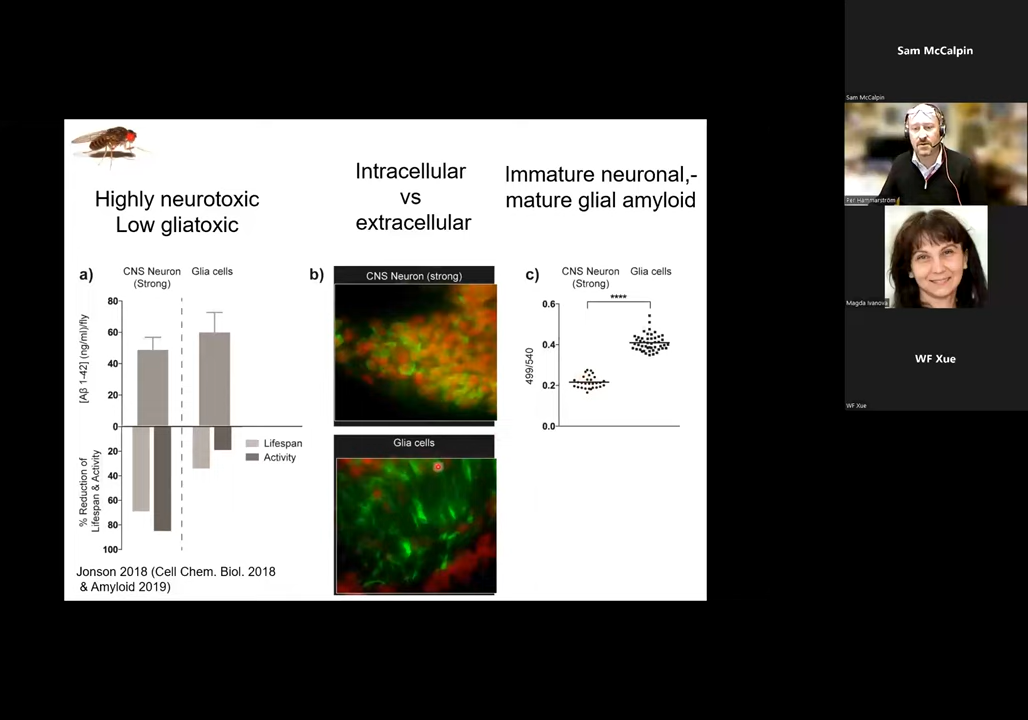 Highly neurotoxic
Low gliatoxic
Intracellular
vs
extracellular
Immature neuronal,-
mature glial amyloid
a)
CNS Neuron
(Strong)
Glia cells
80
60
40
20
0
20
40
60
80
100
[Aβ 1-42] (ng/ml)/fly
% Reduction of
Lifespan & Activity
Lifespan
Activity
Jonson 2018 (Cell Chem. Biol. 2018
& Amyloid 2019)
b)
CNS Neuron (strong)
Glia cells
c)
CNS Neuron
(Strong)
Glia cells
****
0.6
0.4
0.2
0.0
499/540
Sam McCalpin
Sam McCalpin
Per Hammarström
Magda Ivanova
WF Xue
WF Xue